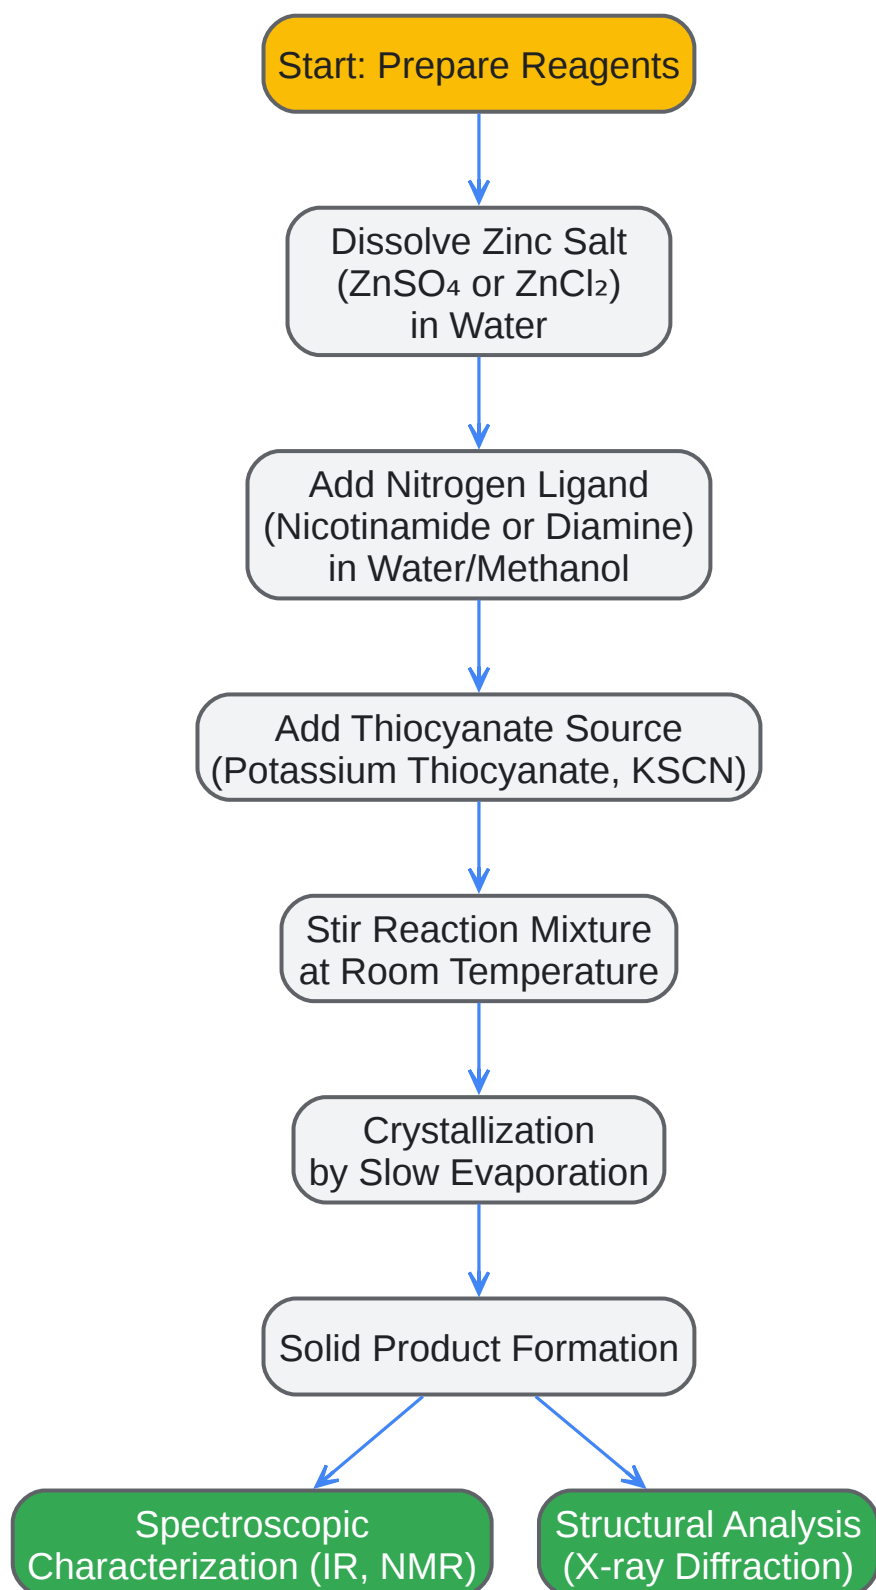 Start: Prepare Reagents
Dissolve Zinc Salt
(ZnSO₄ or ZnCl₂)
in Water
Add Nitrogen Ligand
(Nicotinamide or Diamine)
in Water/Methanol
Add Thiocyanate Source
(Potassium Thiocyanate, KSCN)
Stir Reaction Mixture
at Room Temperature
Crystallization
by Slow Evaporation
Solid Product Formation
Spectroscopic
Characterization (IR, NMR)
Structural Analysis
(X-ray Diffraction)